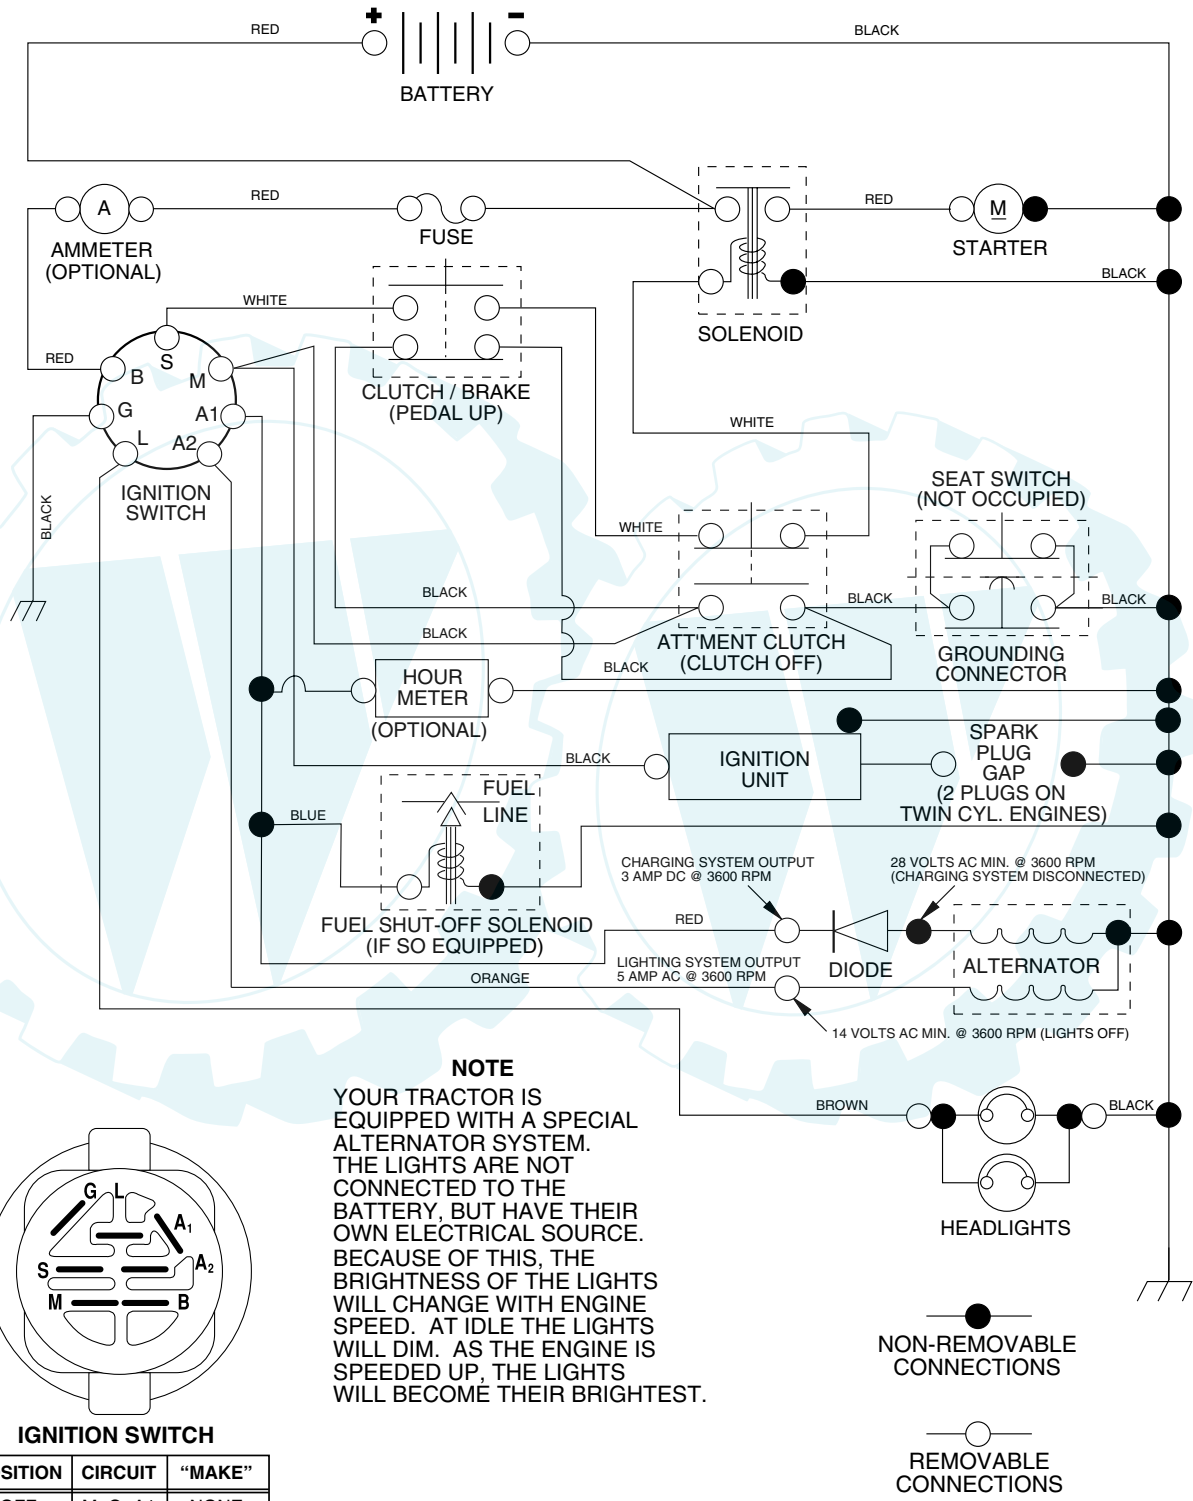 RED
+
-
BLACK
BATTERY
A
RED
AMMETER
(OPTIONAL)
FUSE
RED
M
STARTER
BLACK
SOLENOID
WHITE
RED
S
B
M
G
A1
L
A2
IGNITION
SWITCH
BLACK
CLUTCH / BRAKE
(PEDAL UP)
WHITE
SEAT SWITCH
(NOT OCCUPIED)
WHITE
BLACK
BLACK
BLACK
BLACK
ATT'MENT CLUTCH
(CLUTCH OFF)
BLACK
GROUNDING
CONNECTOR
HOUR
METER
(OPTIONAL)
BLACK
IGNITION
UNIT
SPARK
PLUG
GAP
(2 PLUGS ON
TWIN CYL. ENGINES)
BLUE
FUEL
LINE
FUEL SHUT-OFF SOLENOID
(IF SO EQUIPPED)
CHARGING SYSTEM OUTPUT
3 AMP DC @ 3600 RPM
28 VOLTS AC MIN. @ 3600 RPM
(CHARGING SYSTEM DISCONNECTED)
RED
DIODE
ALTERNATOR
LIGHTING SYSTEM OUTPUT
5 AMP AC @ 3600 RPM
ORANGE
14 VOLTS AC MIN. @ 3600 RPM (LIGHTS OFF)
NOTE
YOUR TRACTOR IS
EQUIPPED WITH A SPECIAL
ALTERNATOR SYSTEM.
THE LIGHTS ARE NOT
CONNECTED TO THE
BATTERY, BUT HAVE THEIR
OWN ELECTRICAL SOURCE.
BECAUSE OF THIS, THE
BRIGHTNESS OF THE LIGHTS
WILL CHANGE WITH ENGINE
SPEED. AT IDLE THE LIGHTS
WILL DIM. AS THE ENGINE IS
SPEEDED UP, THE LIGHTS
WILL BECOME THEIR BRIGHTEST.
BROWN
BLACK
HEADLIGHTS
G
L
A1
S
A2
M
B
IGNITION SWITCH
SITION CIRCUIT "MAKE"
NON-REMOVABLE
CONNECTIONS
REMOVABLE
CONNECTIONS